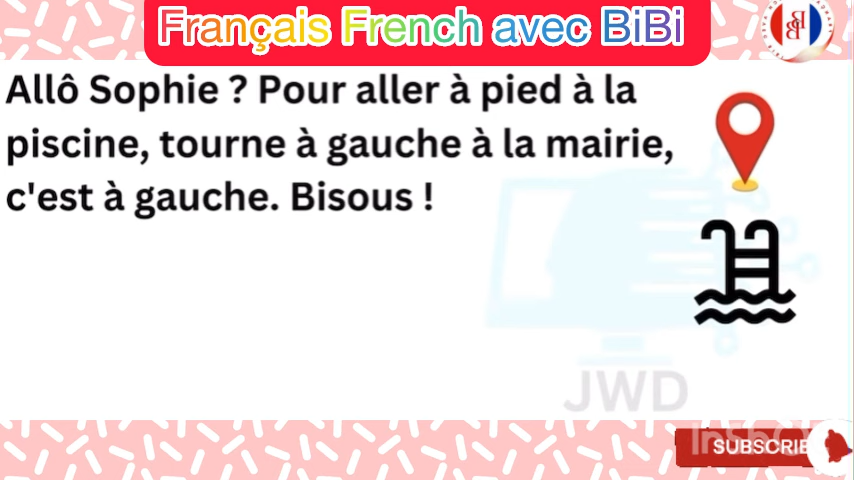 Français French avec BiBi
Allô Sophie ? Pour aller à pied à la
piscine, tourne à gauche à la mairie,
c'est à gauche. Bisous !
JWD
SUBSCRIBE